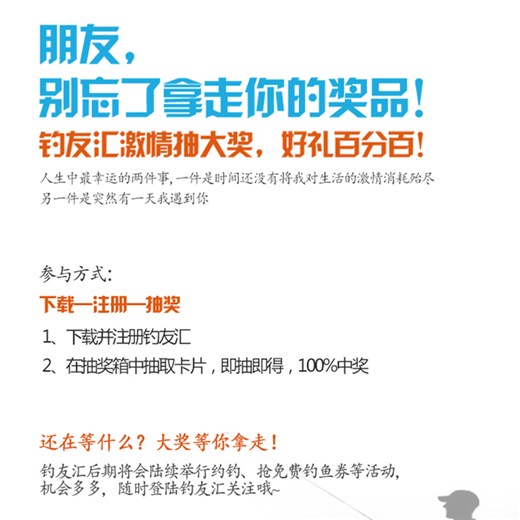 朋友，
别忘了拿走你的奖品！
钓友汇激情抽大奖，好礼百分百！
人生中最幸运的两件事,一件是时间还没有将我对生活的激情消耗殆尽
另一件是突然有一天我遇到你
参与方式：
下载—注册—抽奖
1、下载并注册钓友汇
2、在抽奖箱中抽取卡片，即抽即得，100%中奖
还在等什么？大奖等你拿走！
钓友汇后期将会陆续举行约钓、抢免费钓鱼券等活动，
机会多多，随时登陆钓友汇关注哦~